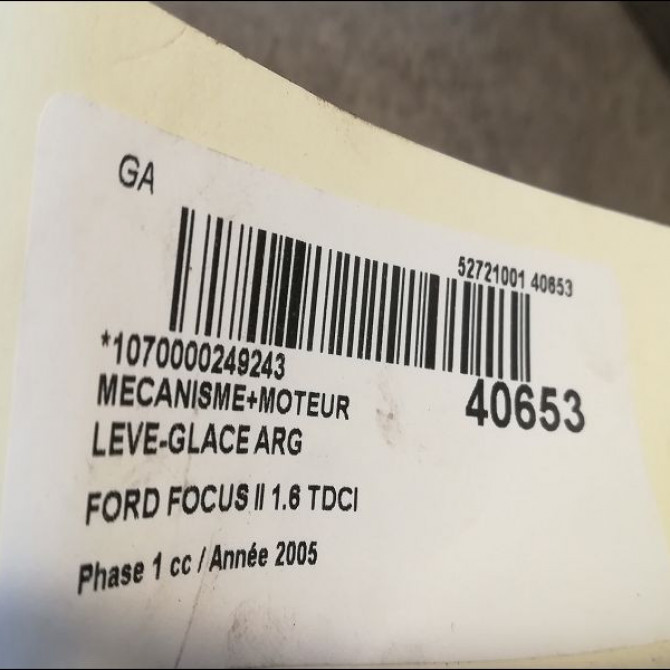 GA
52721001 40653
*1070000249243
MECANISME+MOTEUR
40653
LEVE-GLACE ARG
FORD FOCUS II 1.6 TDCI
Phase 1 cc / Année 2005